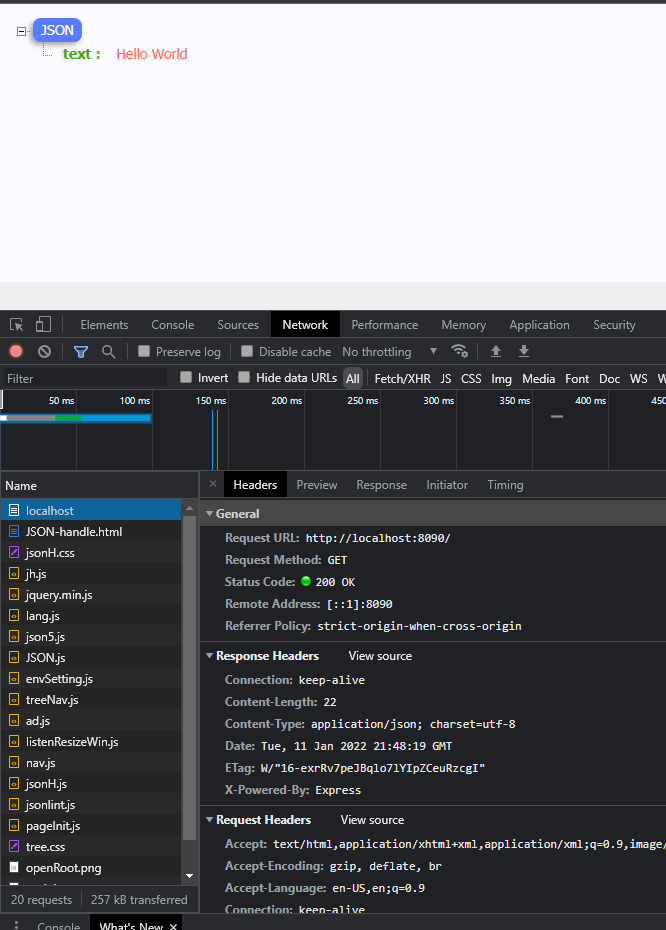 JSON
text : Hello World
Elements Console Sources Network Performance Memory Application Security
Preserve log Disable cache No throttling
Filter Invert Hide data URLs All Fetch/XHR JS CSS Img Media Font Doc WS W
50 ms 100 ms 150 ms 200 ms 250 ms 300 ms 350 ms 400 ms 450
Name
localhost
JSON-handle.html
jsonH.css
jh.js
jquery.min.js
lang.js
json5.js
JSON.js
envSetting.js
treeNav.js
ad.js
listenResizeWin.js
nav.js
jsonH.js
jsonlint.js
pageInit.js
tree.css
openRoot.png
20 requests 257 kB transferred
× Headers Preview Response Initiator Timing
General
Request URL: http://localhost:8090/
Request Method: GET
Status Code: 200 OK
Remote Address: [::1]:8090
Referrer Policy: strict-origin-when-cross-origin
Response Headers View source
Connection: keep-alive
Content-Length: 22
Content-Type: application/json; charset=utf-8
Date: Tue, 11 Jan 2022 21:48:19 GMT
ETag: W/"16-exrRv7peJBqlo7lYIpZCeuRzcgI"
X-Powered-By: Express
Request Headers View source
Accept: text/html,application/xhtml+xml,application/xml;q=0.9,image/
Accept-Encoding: gzip, deflate, br
Accept-Language: en-US,en;q=0.9
Connection: keep-alive
Console What's New ×